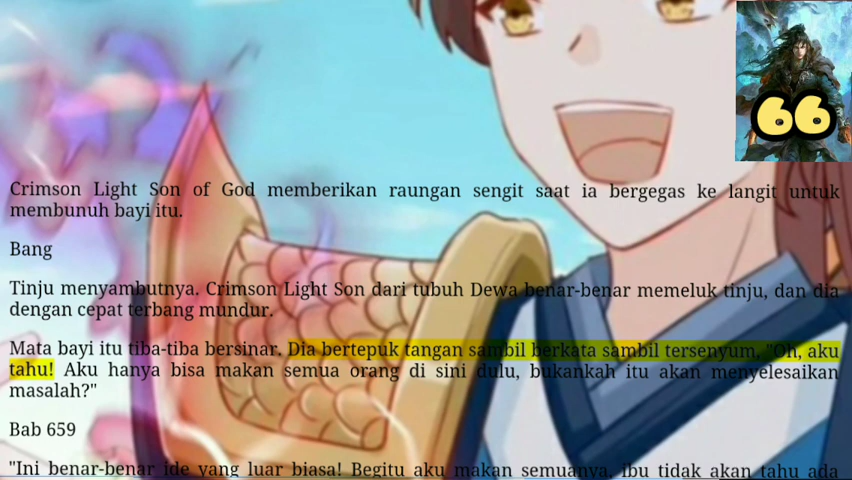 66
Crimson Light Son of God memberikan raungan sengit saat ia bergegas ke langit untuk
membunuh bayi itu.
Bang
Tinju menyambutnya. Crimson Light Son dari tubuh Dewa benar-benar memeluk tinju, dan dia
dengan cepat terbang mundur.
Mata bayi itu tiba-tiba bersinar. Dia bertepuk tangan sambil berkata sambil tersenyum, "Oh, aku
tahu! Aku hanya bisa makan semua orang di sini dulu, bukankah itu akan menyelesaikan
masalah?"
Bab 659
"Ini benar-benar ide yang luar biasa! Begitu aku makan semuanya, ibu tidak akan tahu ada